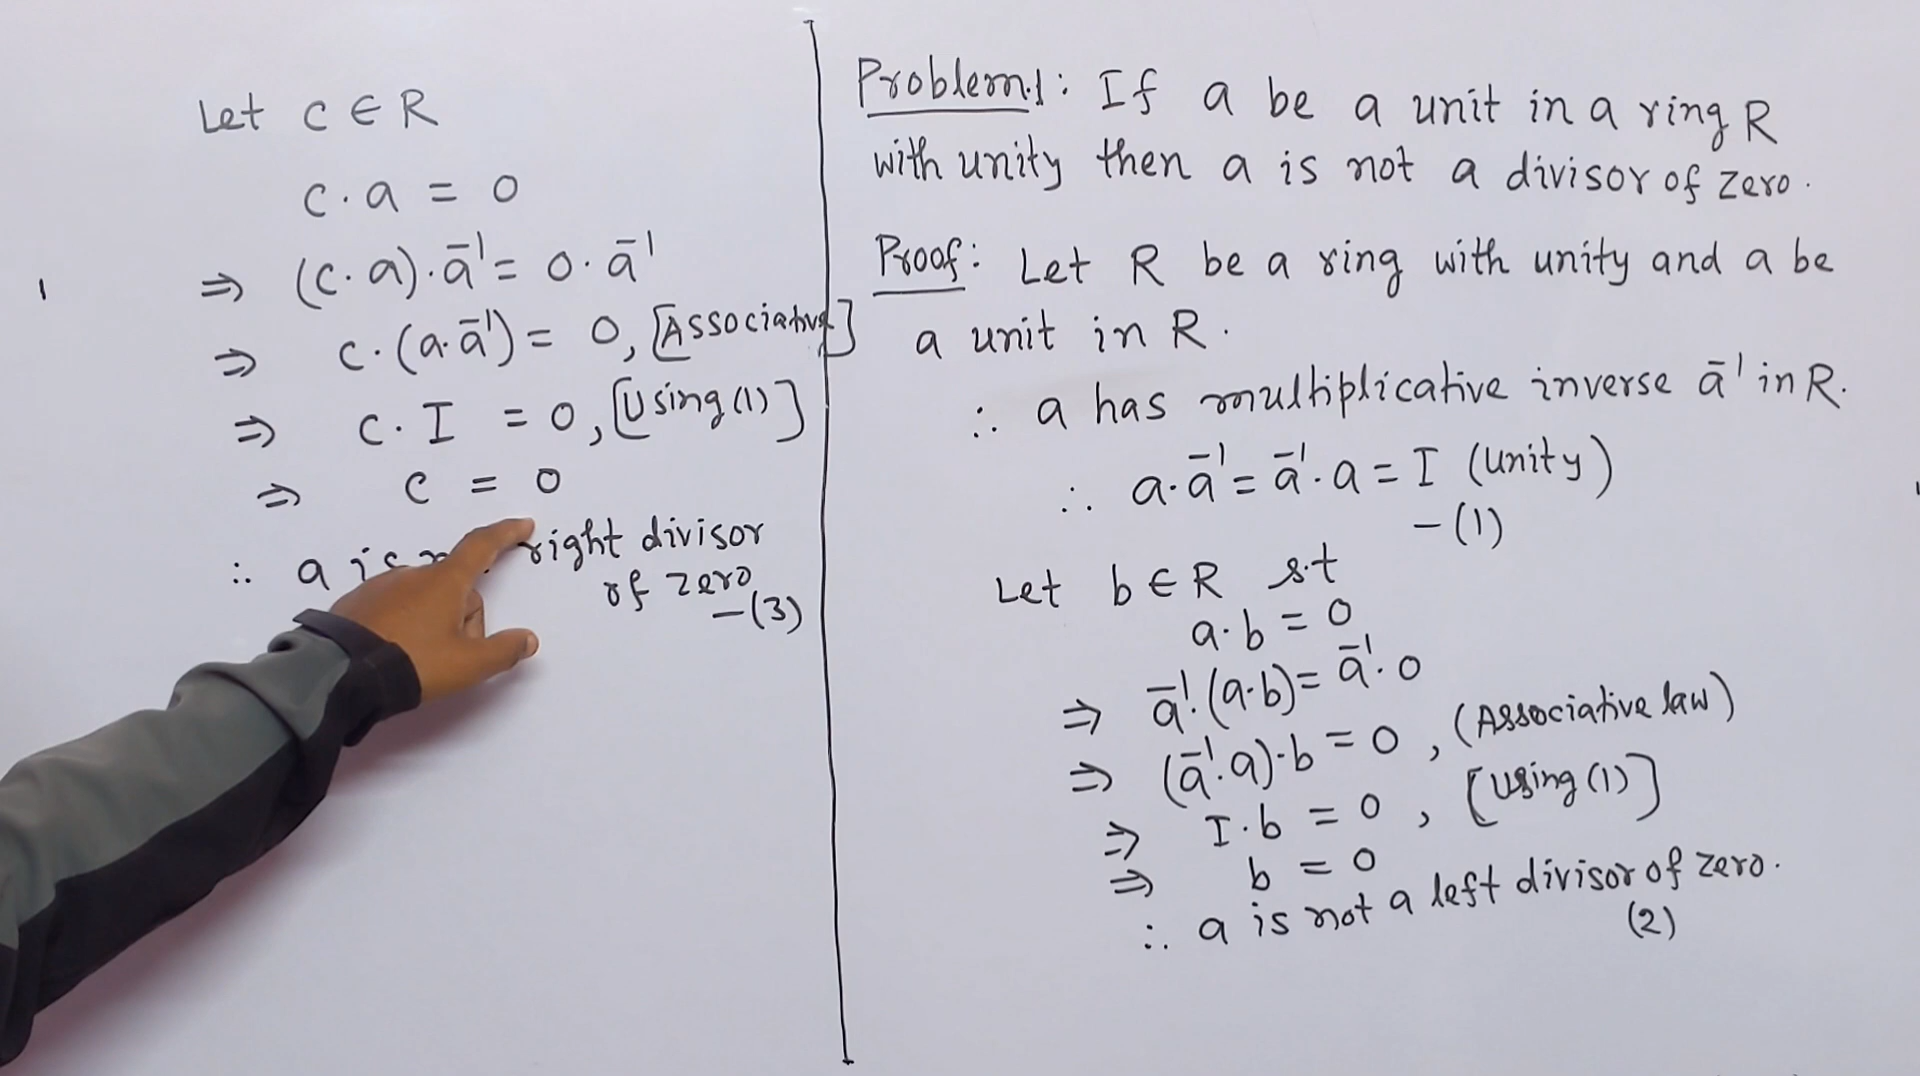 Problem.1: If a be a unit in a ring R
with unity then a is not a divisor of zero.
Proof: Let R be a ring with unity and a be
a unit in R.
∴ a has multiplicative inverse a⁻¹ in R.
∴ a·a⁻¹ = a⁻¹·a = I (unity)
—(1)
Let b ∈ R s.t
a·b = 0
⇒ a⁻¹·(a·b) = a⁻¹·0
⇒ (a⁻¹·a)·b = 0, (Associative law)
⇒ I·b = 0, [Using (1)]
⇒ b = 0
∴ a is not a left divisor of zero.
(2)
Let c ∈ R
c·a = 0
⇒ (c·a)·a⁻¹ = 0·a⁻¹
⇒ c·(a·a⁻¹) = 0, [Associative]
⇒ c·I = 0, [Using (1)]
⇒ c = 0
∴ a is right divisor
of zero
—(3)